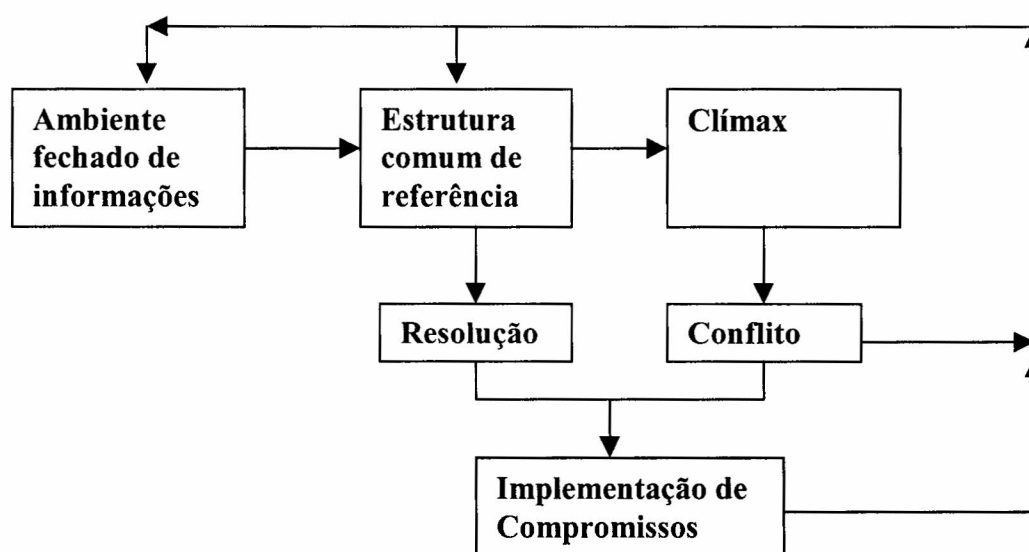 Ambiente
fechado de
informações
Estrutura
comum de
referência
Clímax
Resolução
Conflito
Implementação de
Compromissos